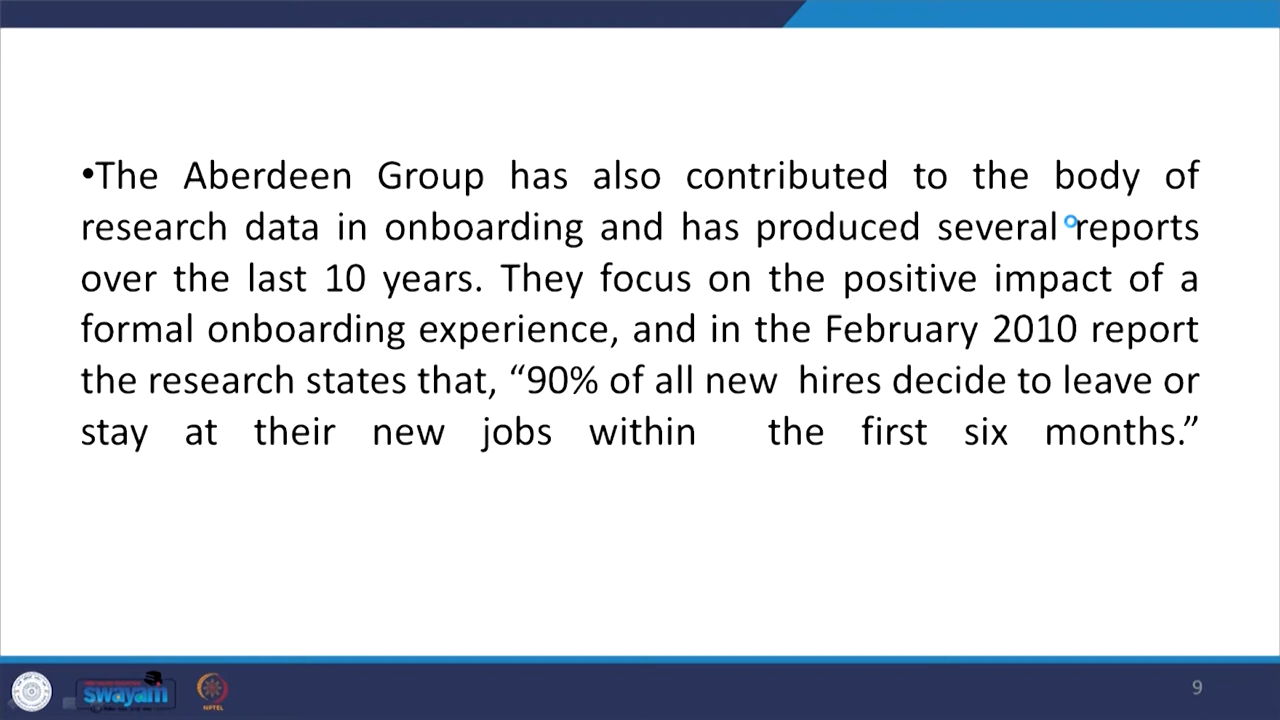 •The Aberdeen Group has also contributed to the body of
research data in onboarding and has produced several reports
over the last 10 years. They focus on the positive impact of a
formal onboarding experience, and in the February 2010 report
the research states that, “90% of all new hires decide to leave or
stay at their new jobs within the first six months.”
swayam
NPTEL
9